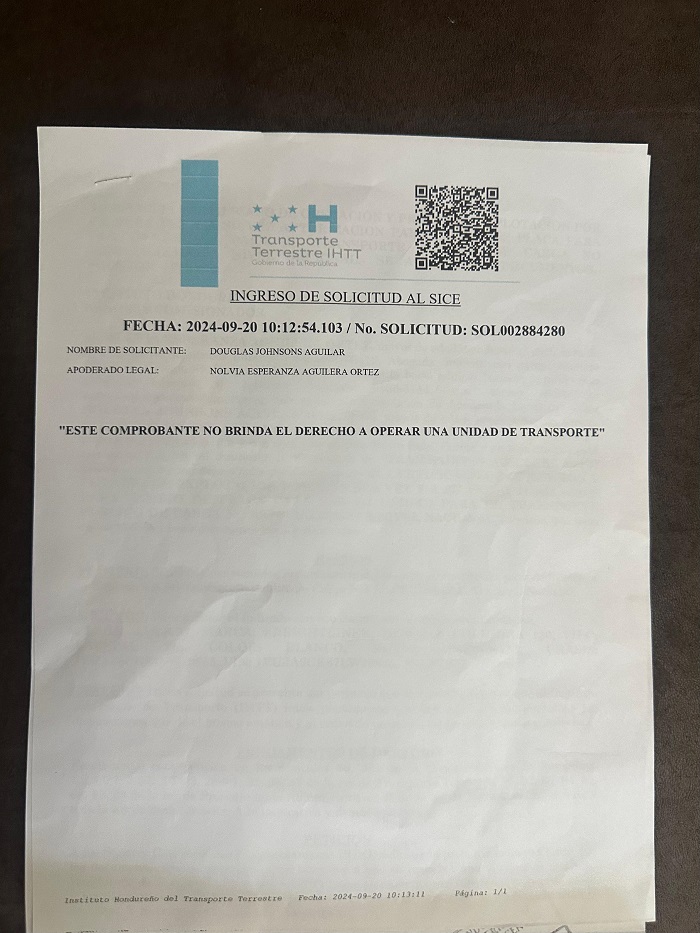 H
Transporte
Terrestre IHTT
Gobierno de la República
INGRESO DE SOLICITUD AL SICE
FECHA: 2024-09-20 10:12:54.103 / No. SOLICITUD: SOL002884280
NOMBRE DE SOLICITANTE: DOUGLAS JOHNSONS AGUILAR
APODERADO LEGAL: NOLVIA ESPERANZA AGUILERA ORTEZ
"ESTE COMPROBANTE NO BRINDA EL DERECHO A OPERAR UNA UNIDAD DE TRANSPORTE"
Instituto Hondureño del Transporte Terrestre Fecha: 2024-09-20 10:13:11 Página: 1/1